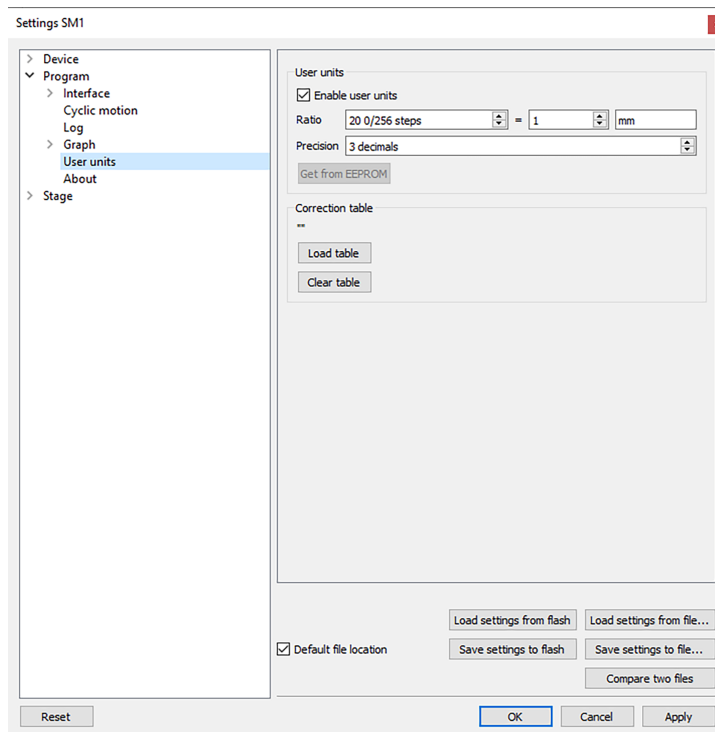 Settings SM1
Device
Program
Interface
Cyclic motion
Log
Graph
User units
About
Stage
User units
Enable user units
Ratio 20 0/256 steps = 1 mm
Precision 3 decimals
Get from EEPROM
Correction table
""
Load table
Clear table
Load settings from flash Load settings from file...
Default file location Save settings to flash Save settings to file...
Compare two files
Reset OK Cancel Apply